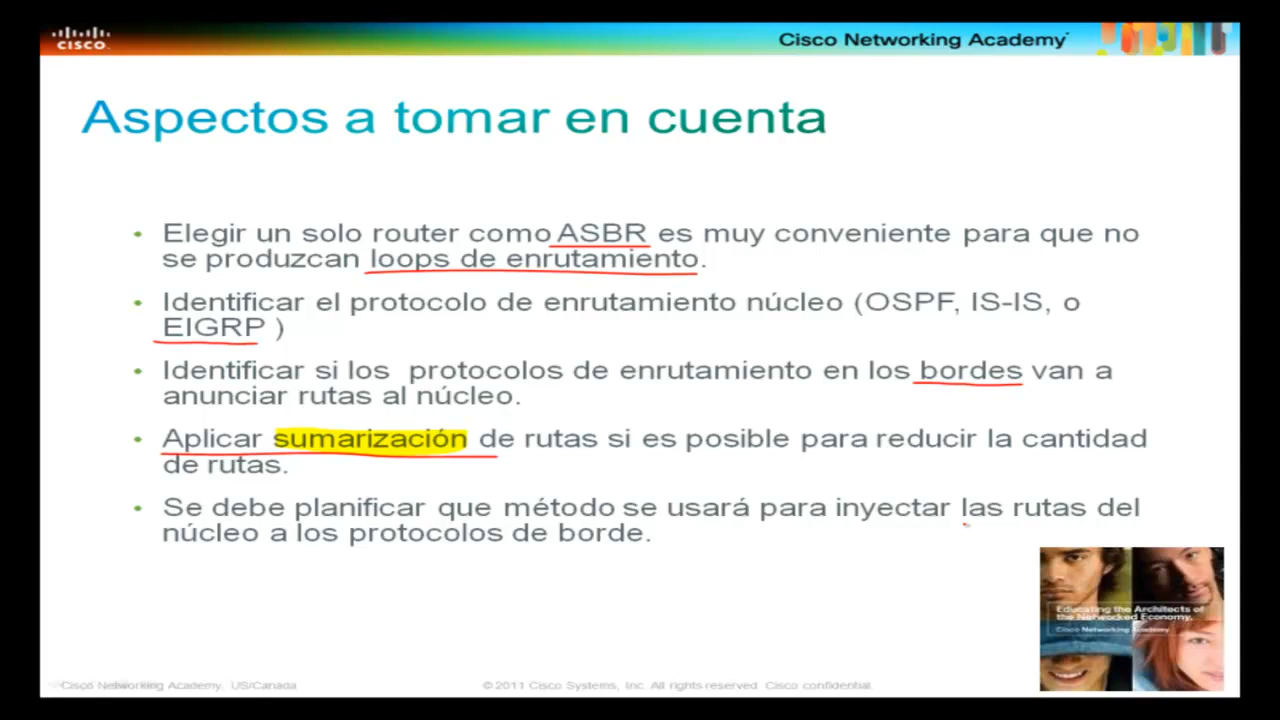 CISCO
Cisco Networking Academy
Aspectos a tomar en cuenta
• Elegir un solo router como ASBR es muy conveniente para que no
se produzcan loops de enrutamiento.
• Identificar el protocolo de enrutamiento núcleo (OSPF, IS-IS, o
EIGRP )
• Identificar si los protocolos de enrutamiento en los bordes van a
anunciar rutas al núcleo.
• Aplicar sumarización de rutas si es posible para reducir la cantidad
de rutas.
• Se debe planificar que método se usará para inyectar las rutas del
núcleo a los protocolos de borde.
Educating the Architects of
the Networked Economy.
Cisco Networking Academy
Cisco Networking Academy, US/Canada
© 2011 Cisco Systems, Inc. All rights reserved. Cisco confidential